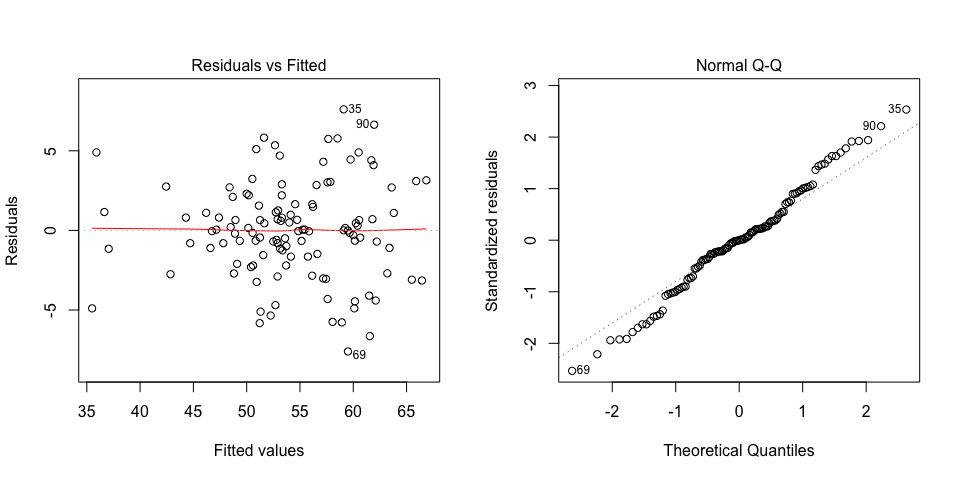 Residuals vs Fitted
Residuals
5
0
-5
35
90
69
35 40 45 50 55 60 65
Fitted values
Normal Q-Q
Standardized residuals
3
2
1
0
-1
-2
35
90
69
-2 -1 0 1 2
Theoretical Quantiles